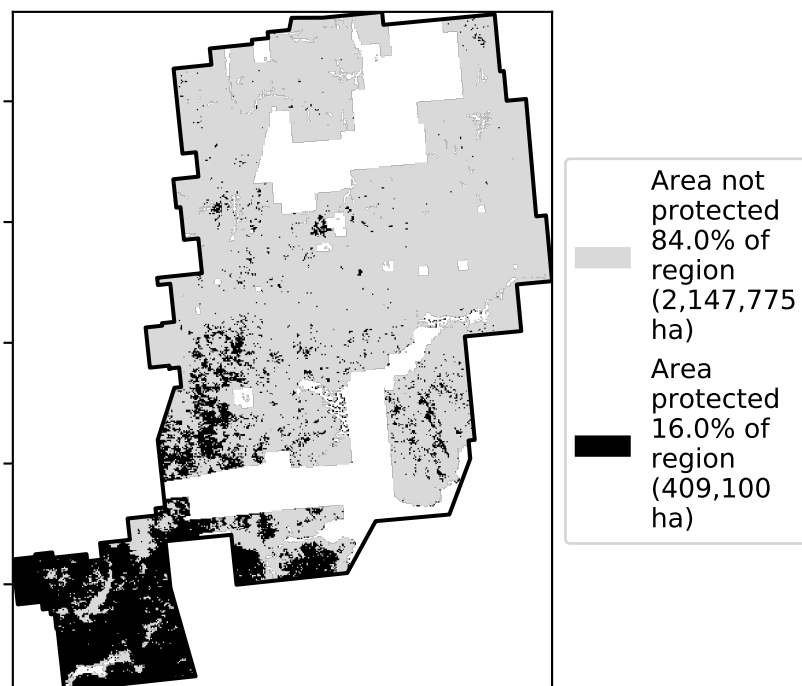 Area not
protected
84.0% of
region
(2,147,775
ha)
Area
protected
16.0% of
region
(409,100
ha)